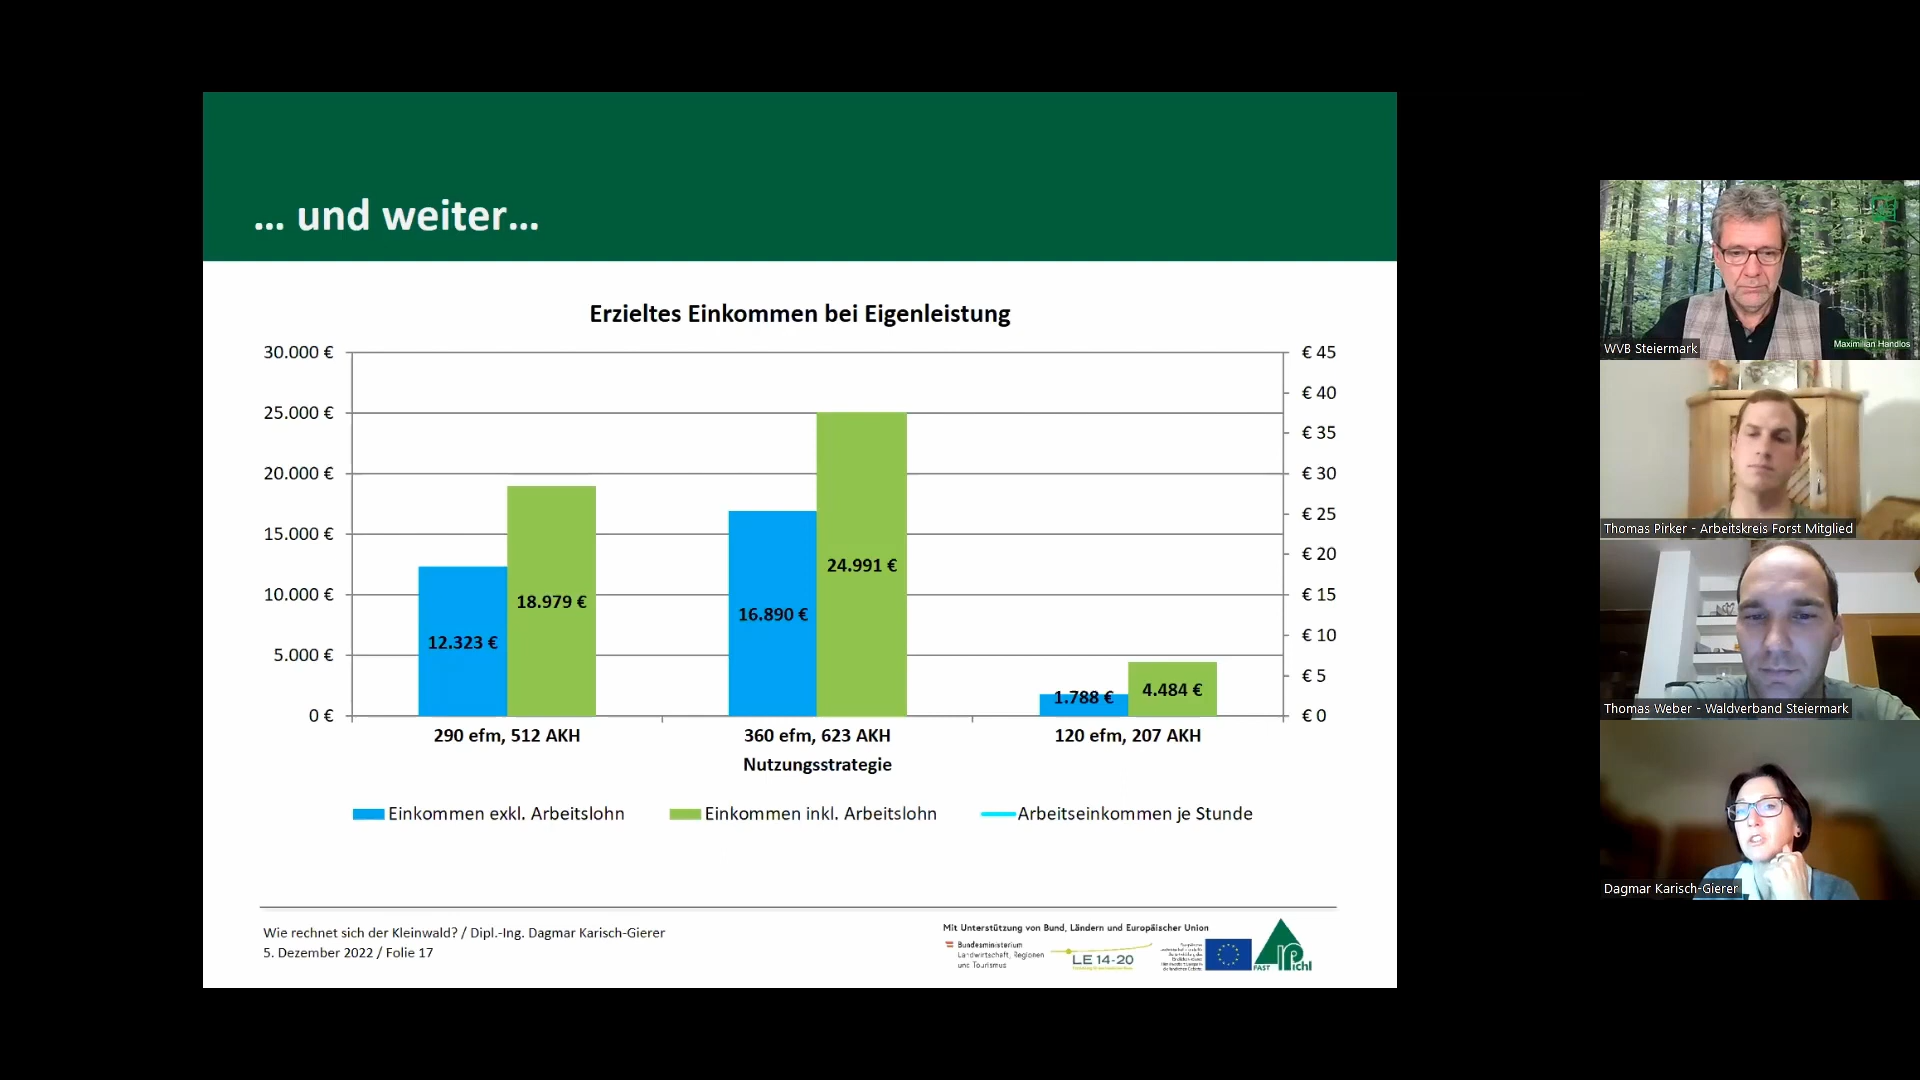 ... und weiter...
Erzieltes Einkommen bei Eigenleistung
30.000 €
25.000 €
20.000 €
15.000 €
10.000 €
5.000 €
0 €
€ 45
€ 40
€ 35
€ 30
€ 25
€ 20
€ 15
€ 10
€ 5
€ 0
12.323 €
18.979 €
16.890 €
24.991 €
1.788 €
4.484 €
290 efm, 512 AKH
360 efm, 623 AKH
120 efm, 207 AKH
Nutzungsstrategie
Einkommen exkl. Arbeitslohn
Einkommen inkl. Arbeitslohn
Arbeitseinkommen je Stunde
Wie rechnet sich der Kleinwald? / Dipl.-Ing. Dagmar Karisch-Gierer
5. Dezember 2022 / Folie 17
Mit Unterstützung von Bund, Ländern und Europäischer Union
Bundesministerium
Landwirtschaft, Regionen
und Tourismus
LE 14-20
FAST Pichl
Maximilian Handlos
WVB Steiermark
Thomas Pirker - Arbeitskreis Forst Mitglied
Thomas Weber - Waldverband Steiermark
Dagmar Karisch-Gierer